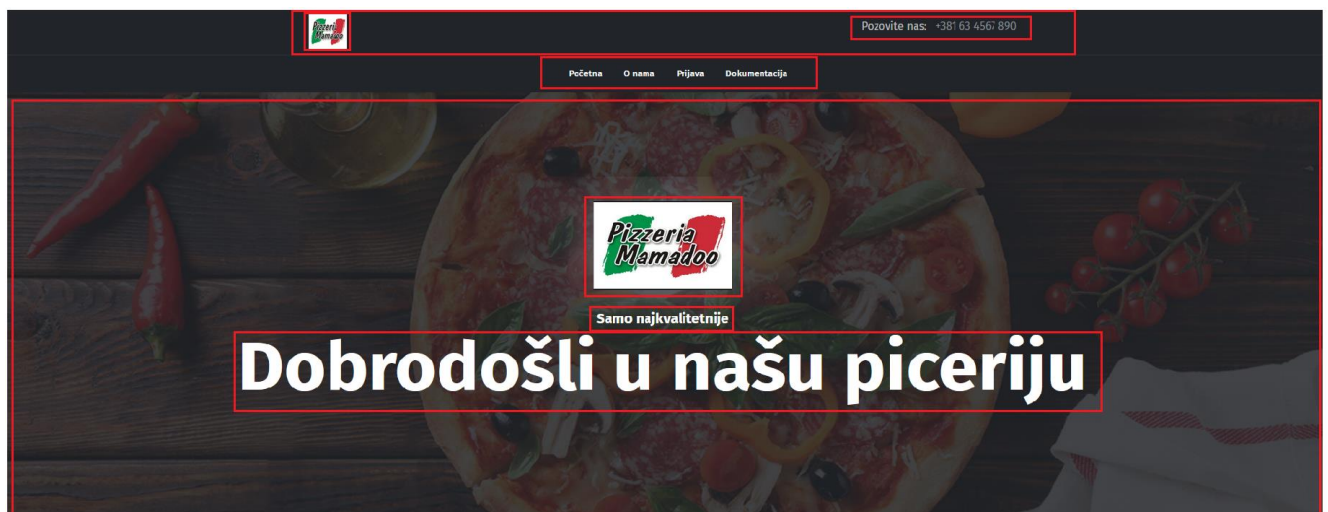 Pizzeria
Mamadoo
Pozovite nas: +381 63 4567 890
Početna O nama Prijava Dokumentacija
Pizzeria
Mamadoo
Samo najkvalitetnije
Dobrodošli u našu piceriju